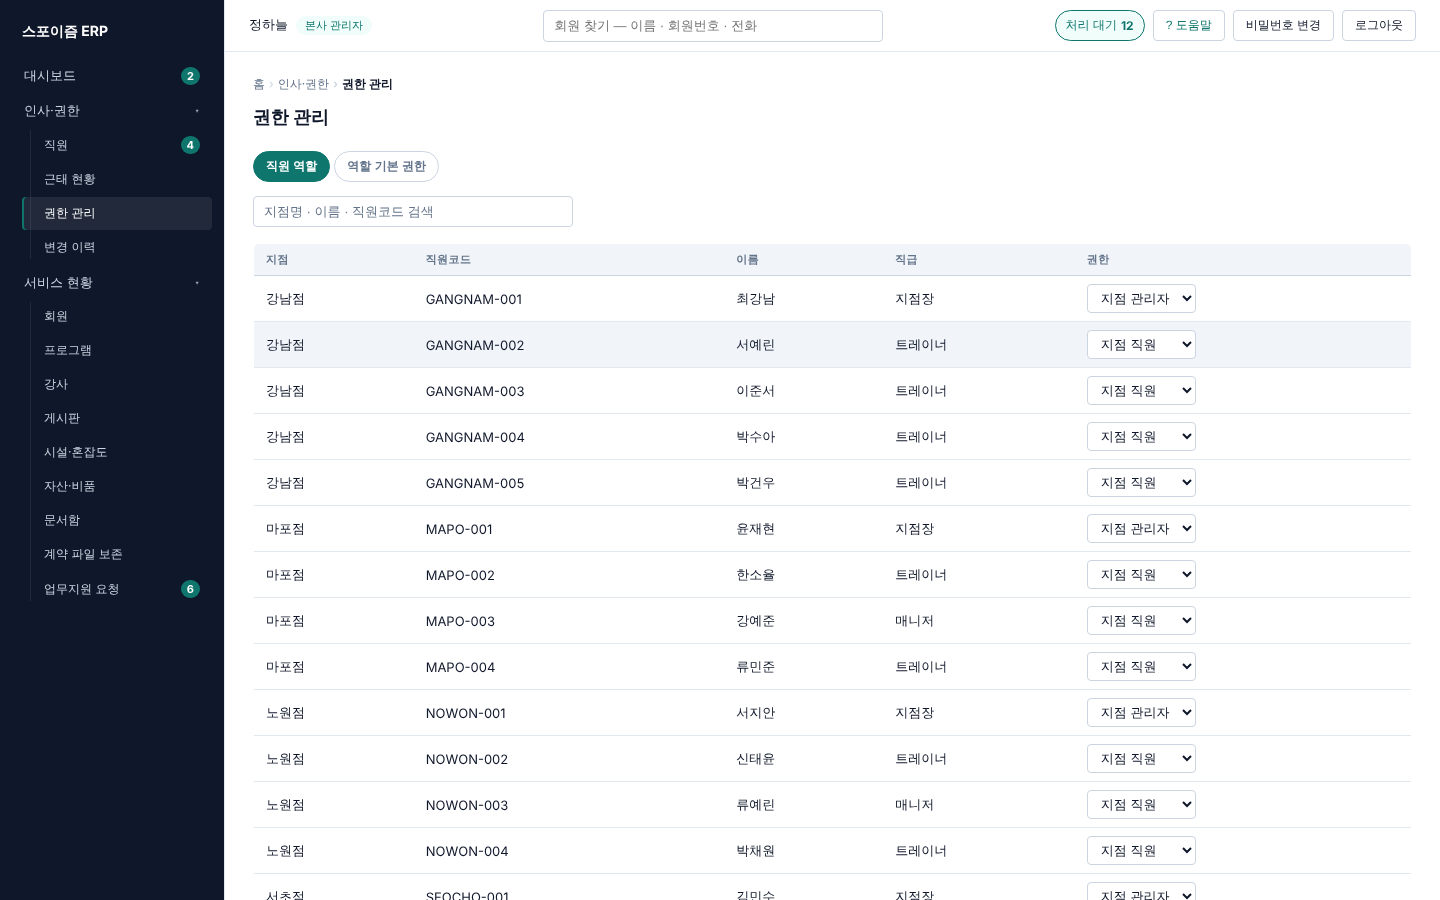 스포이즘 ERP
정하늘 본사 관리자
회원 찾기 — 이름 · 회원번호 · 전화
처리 대기 12
? 도움말
비밀번호 변경
로그아웃
대시보드 2
인사·권한
직원 4
근태 현황
권한 관리
변경 이력
서비스 현황
회원
프로그램
강사
게시판
시설·혼잡도
자산·비품
문서함
계약 파일 보존
업무지원 요청 6
홈 › 인사·권한 › 권한 관리
권한 관리
직원 역할 역할 기본 권한
지점명 · 이름 · 직원코드 검색
지점 직원코드 이름 직급 권한
강남점 GANGNAM-001 최강남 지점장 지점 관리자
강남점 GANGNAM-002 서예린 트레이너 지점 직원
강남점 GANGNAM-003 이준서 트레이너 지점 직원
강남점 GANGNAM-004 박수아 트레이너 지점 직원
강남점 GANGNAM-005 박건우 트레이너 지점 직원
마포점 MAPO-001 윤재현 지점장 지점 관리자
마포점 MAPO-002 한소율 트레이너 지점 직원
마포점 MAPO-003 강예준 매니저 지점 직원
마포점 MAPO-004 류민준 트레이너 지점 직원
노원점 NOWON-001 서지안 지점장 지점 관리자
노원점 NOWON-002 신태윤 트레이너 지점 직원
노원점 NOWON-003 류예린 매니저 지점 직원
노원점 NOWON-004 박채원 트레이너 지점 직원
서초점 SEOCHO-001 김민수 지점장 지점 관리자